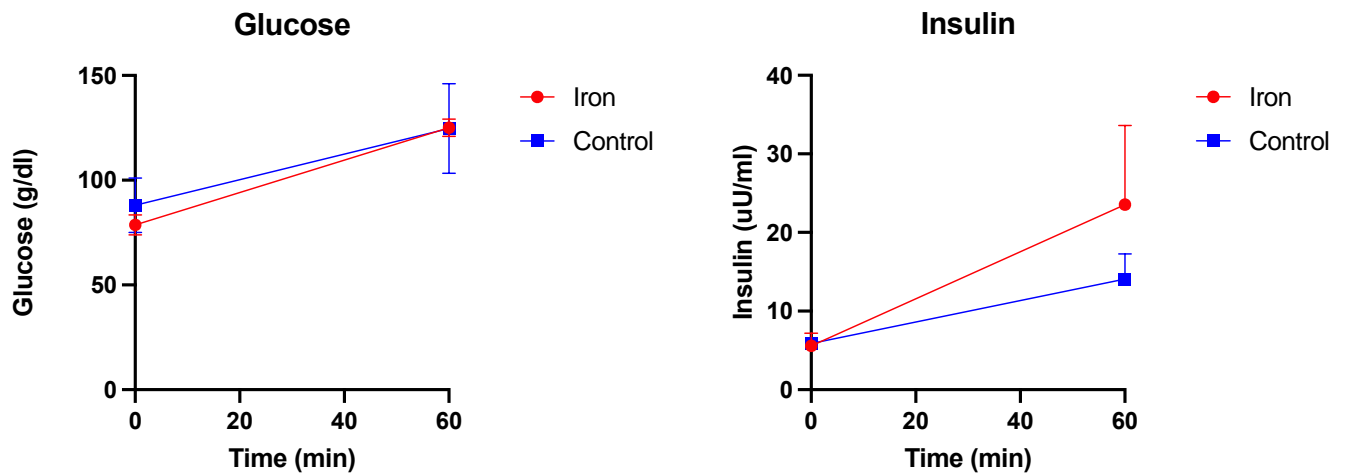 Glucose
150
100
50
0
Glucose (g/dl)
0 20 40 60
Time (min)
Iron
Control
Insulin
40
30
20
10
0
Insulin (uU/ml)
0 20 40 60
Time (min)
Iron
Control